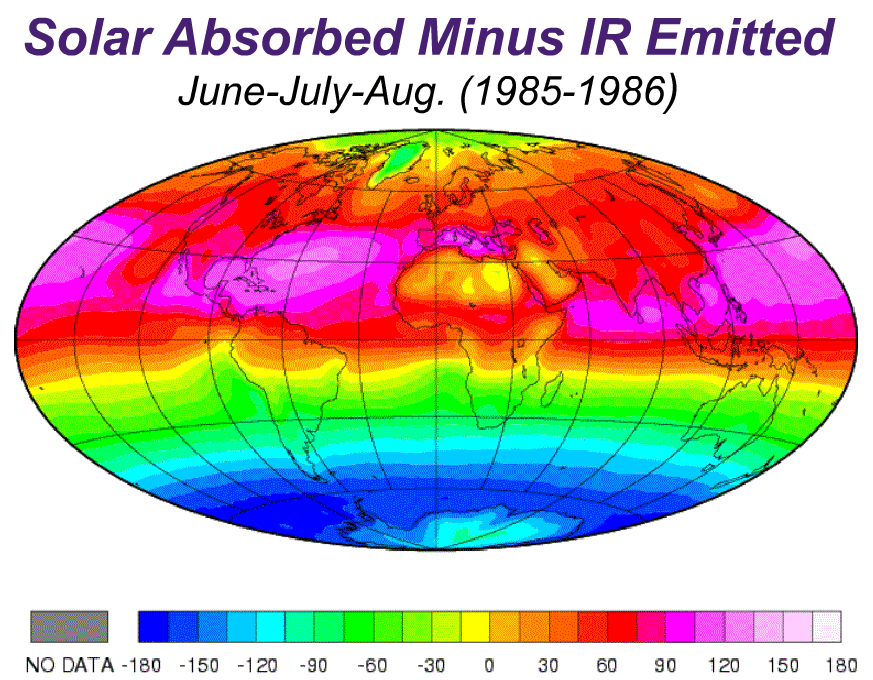 Solar Absorbed Minus IR Emitted
June-July-Aug. (1985-1986)
NO DATA -180 -150 -120 -90 -60 -30 0 30 60 90 120 150 180